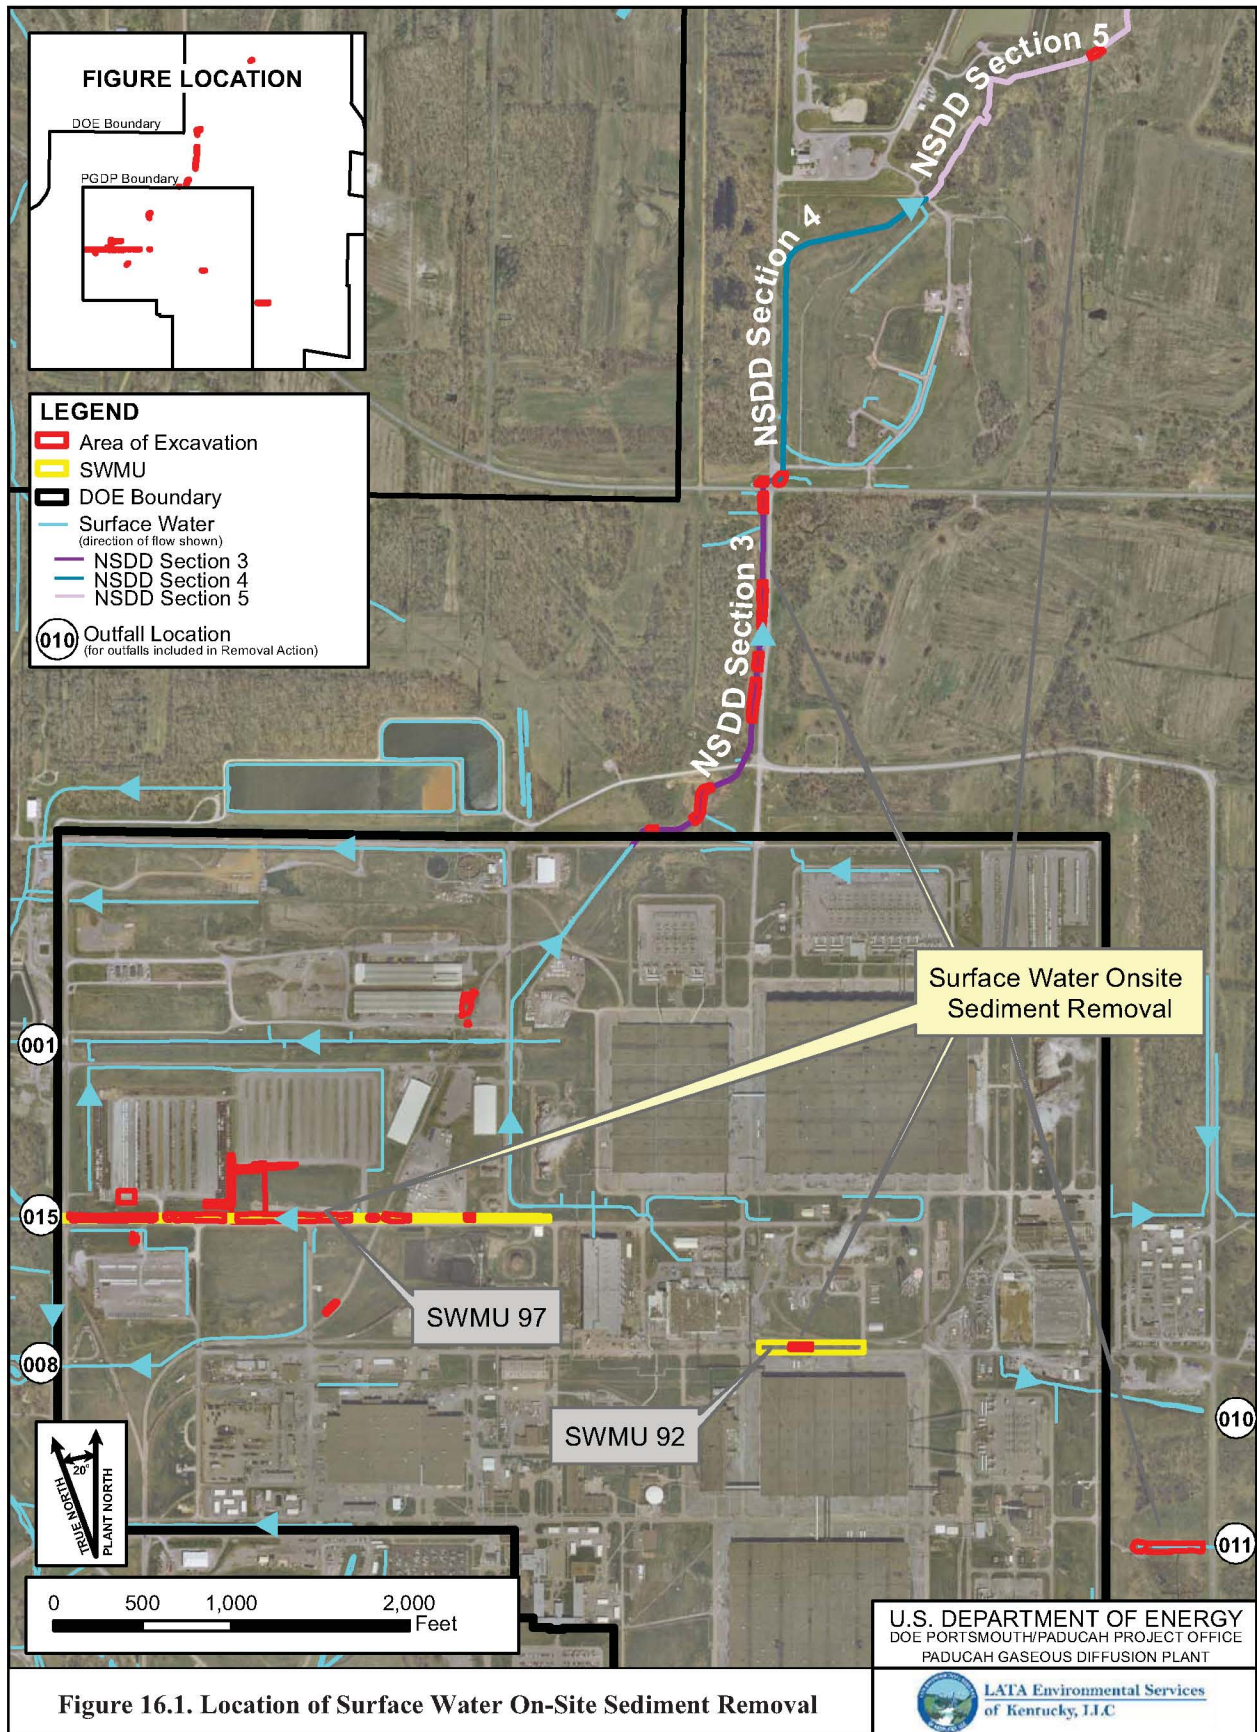 FIGURE LOCATION
DOE Boundary
PGDP Boundary
LEGEND
Area of Excavation
SWMU
DOE Boundary
Surface Water
(direction of flow shown)
NSDD Section 3
NSDD Section 4
NSDD Section 5
010 Outfall Location
(for outfalls included in Removal Action)
NSDD Section 5
NSDD Section 4
NSDD Section 3
Surface Water Onsite
Sediment Removal
001
015
008
SWMU 97
SWMU 92
010
011
20°
TRUE NORTH
PLANT NORTH
0 500 1,000 2,000
Feet
U.S. DEPARTMENT OF ENERGY
DOE PORTSMOUTH/PADUCAH PROJECT OFFICE
PADUCAH GASEOUS DIFFUSION PLANT
Figure 16.1. Location of Surface Water On-Site Sediment Removal
LATA Environmental Services
of Kentucky, LLC